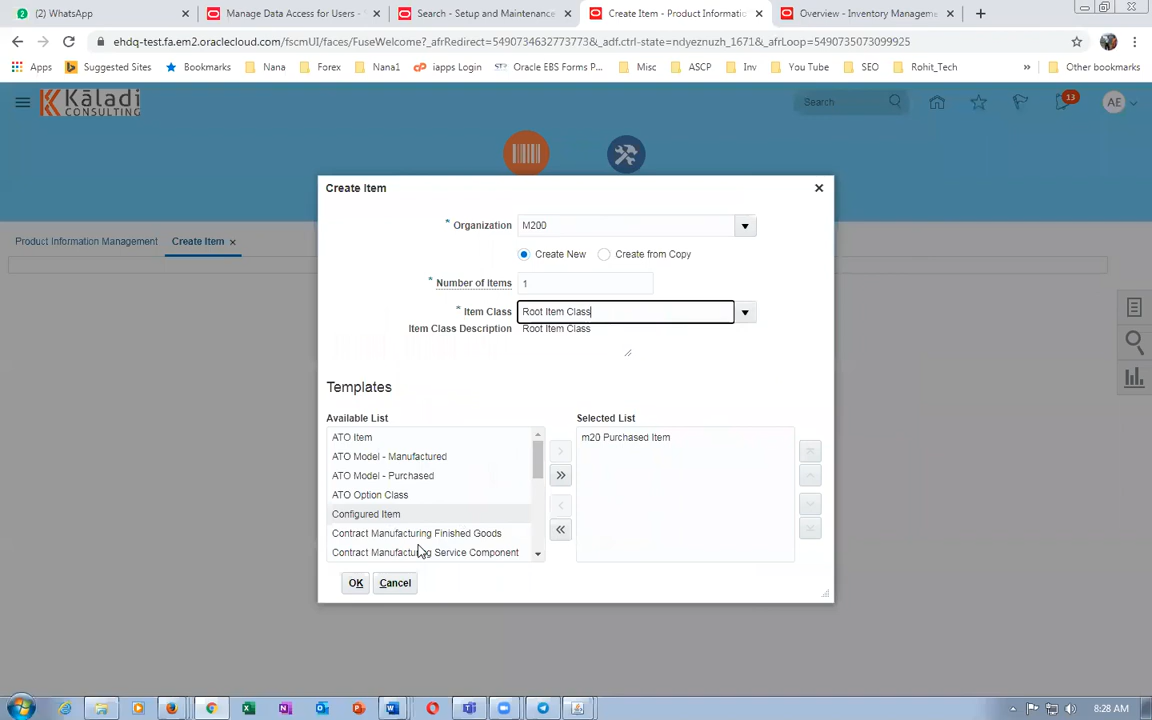 (2) WhatsApp
Manage Data Access for Users -
Search - Setup and Maintenance
Create Item - Product Informatio
Overview - Inventory Manageme
ehdq-test.fa.em2.oraclecloud.com/fscmUI/faces/FuseWelcome?_afrRedirect=5490734632773773&_adf.ctrl-state=ndyeznuzh_1671&_afrLoop=5490735073099925
Apps
Suggested Sites
Bookmarks
Nana
Forex
Nana1
iapps Login
Oracle EBS Forms P...
Misc
ASCP
Inv
You Tube
SEO
Rohit_Tech
»
Other bookmarks
Kāladi
CONSULTING
Search
13
AE
Product Information Management
Create Item
Create Item
* Organization M200
Create New Create from Copy
* Number of Items 1
* Item Class Root Item Class
Item Class Description Root Item Class
Templates
Available List Selected List
ATO Item m20 Purchased Item
ATO Model - Manufactured
ATO Model - Purchased
ATO Option Class
Configured Item
Contract Manufacturing Finished Goods
Contract Manufacturing Service Component
OK Cancel
8:28 AM